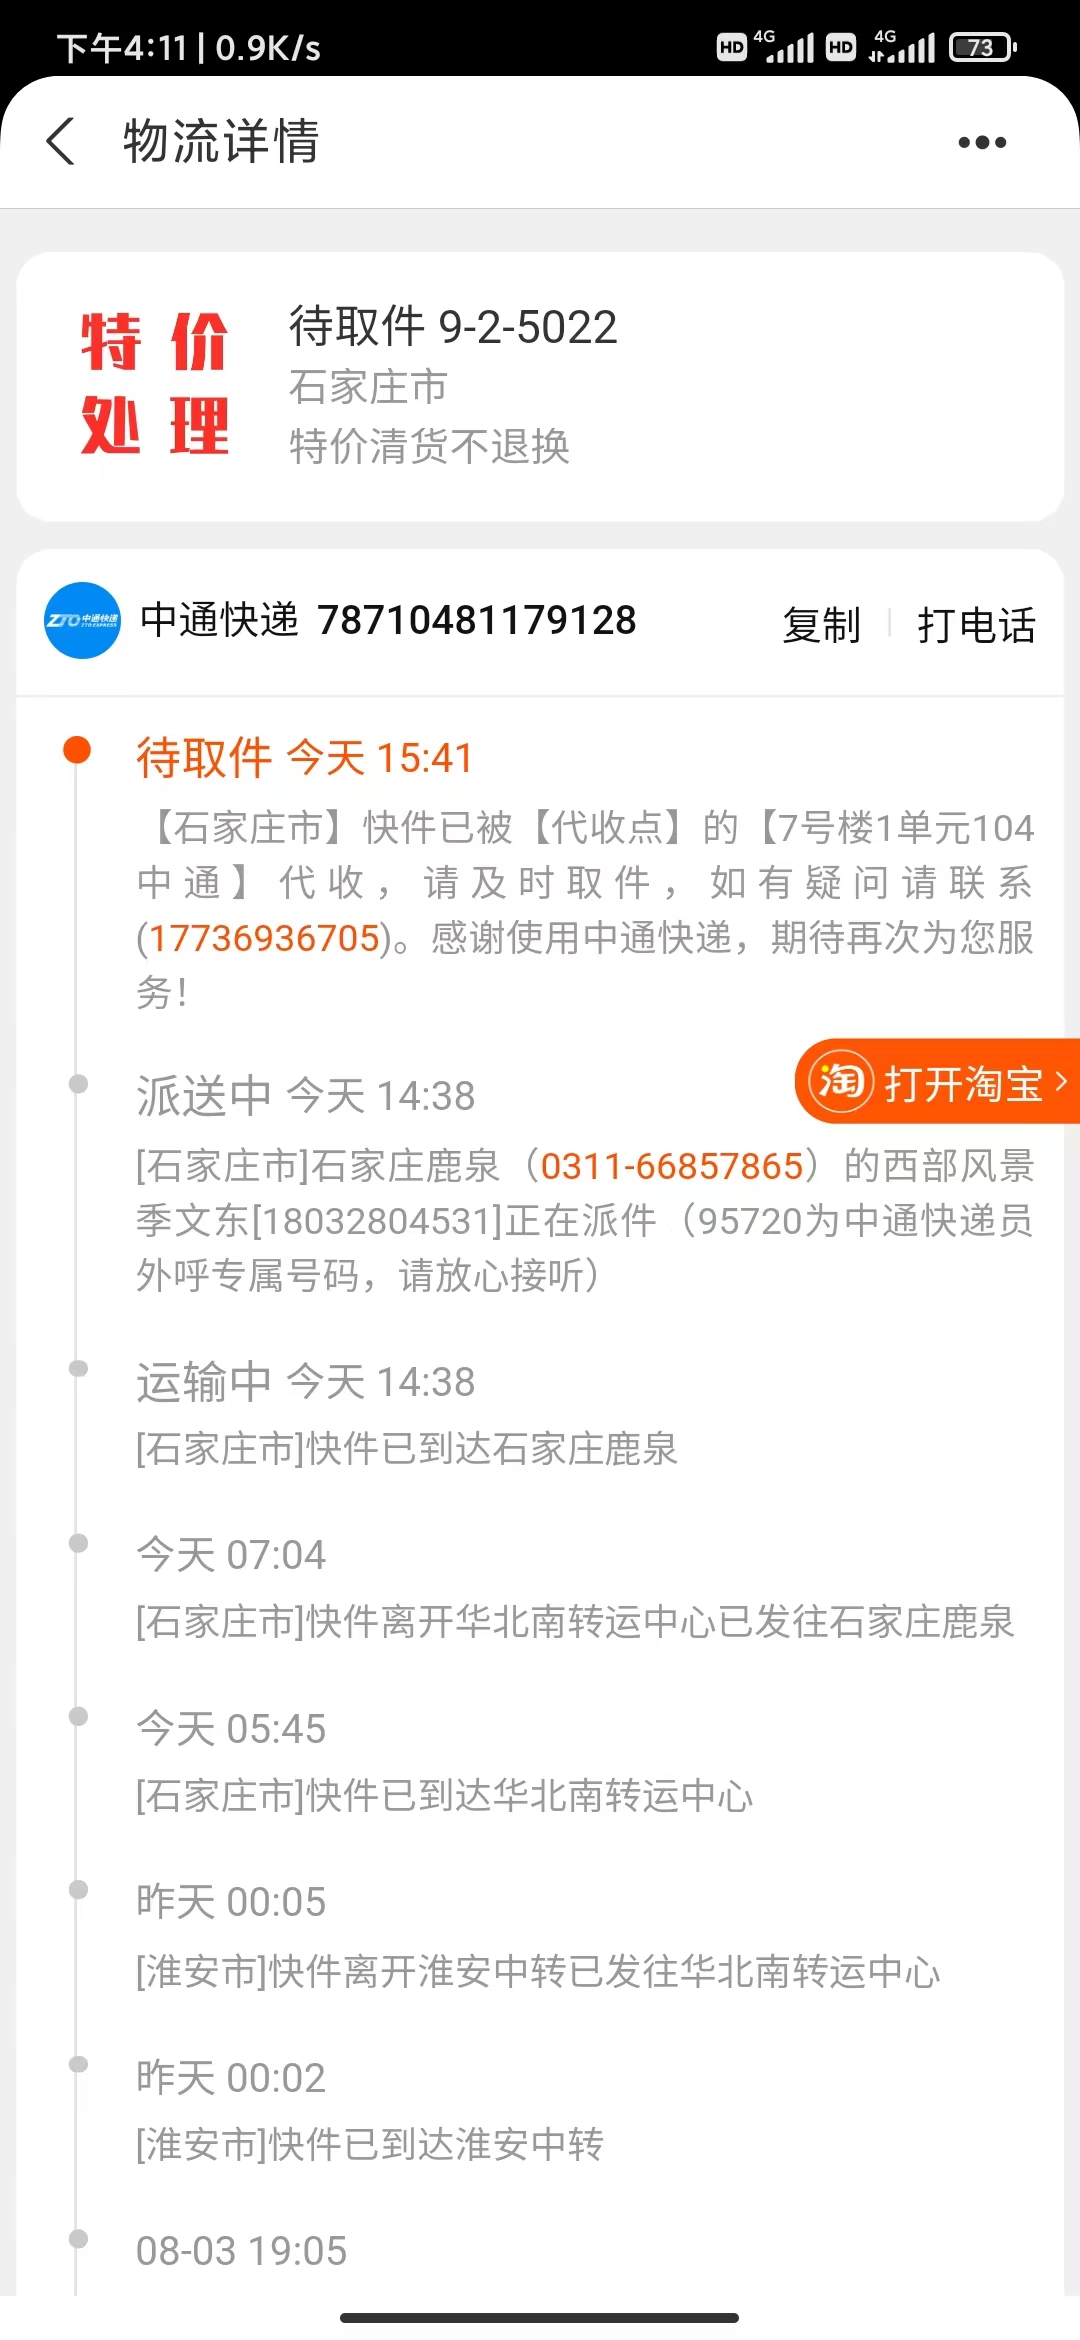 下午4:11 | 0.9K/s
HD 4G HD 4G 73
物流详情
特价
处理
待取件 9-2-5022
石家庄市
特价清货不退换
ZTO中通快递
ZTO EXPRESS
中通快递 78710481179128
复制 打电话
待取件 今天 15:41
【石家庄市】快件已被【代收点】的【7号楼1单元104
中通】代收，请及时取件，如有疑问请联系
(17736936705)。感谢使用中通快递，期待再次为您服
务！
淘 打开淘宝
派送中 今天 14:38
[石家庄市]石家庄鹿泉（0311-66857865）的西部风景
季文东[18032804531]正在派件（95720为中通快递员
外呼专属号码，请放心接听）
运输中 今天 14:38
[石家庄市]快件已到达石家庄鹿泉
今天 07:04
[石家庄市]快件离开华北南转运中心已发往石家庄鹿泉
今天 05:45
[石家庄市]快件已到达华北南转运中心
昨天 00:05
[淮安市]快件离开淮安中转已发往华北南转运中心
昨天 00:02
[淮安市]快件已到达淮安中转
08-03 19:05